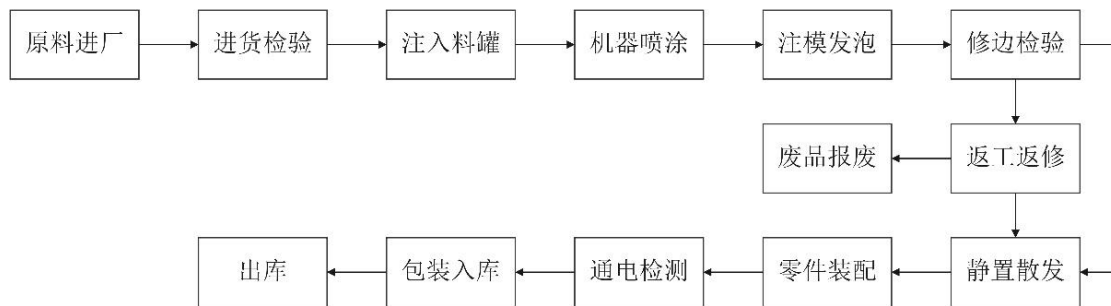 原料进厂
进货检验
注入料罐
机器喷涂
注模发泡
修边检验
废品报废
返工返修
出库
包装入库
通电检测
零件装配
静置散发